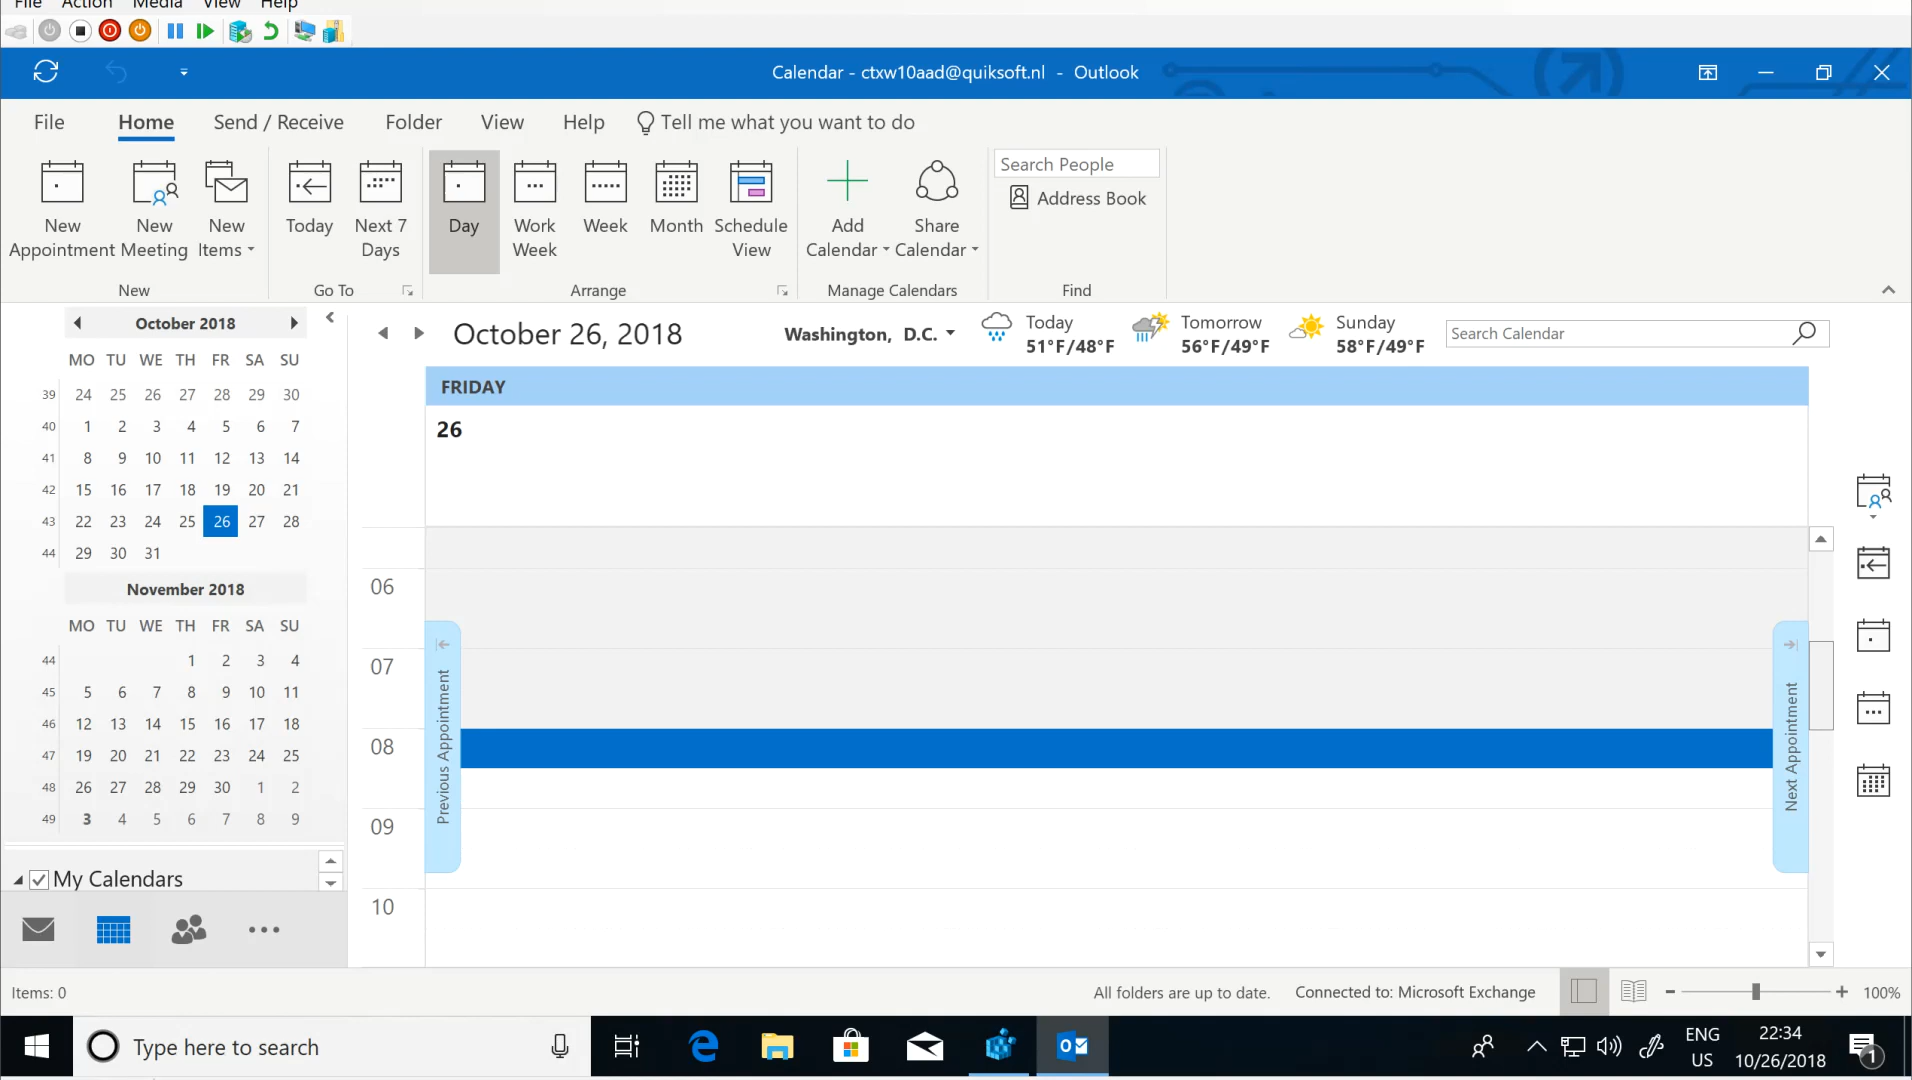 File Action Media View Help
Calendar - ctxw10aad@quiksoft.nl - Outlook
File Home Send / Receive Folder View Help Tell me what you want to do
New Appointment
New Meeting
New Items
Today
Next 7 Days
Day
Work Week
Week
Month
Schedule View
Add Calendar
Share Calendar
Search People
Address Book
New Go To Arrange Manage Calendars Find
October 2018
MO TU WE TH FR SA SU
39 24 25 26 27 28 29 30
40 1 2 3 4 5 6 7
41 8 9 10 11 12 13 14
42 15 16 17 18 19 20 21
43 22 23 24 25 26 27 28
44 29 30 31
November 2018
MO TU WE TH FR SA SU
44 1 2 3 4
45 5 6 7 8 9 10 11
46 12 13 14 15 16 17 18
47 19 20 21 22 23 24 25
48 26 27 28 29 30 1 2
49 3 4 5 6 7 8 9
My Calendars
October 26, 2018
Washington, D.C.
Today
51°F/48°F
Tomorrow
56°F/49°F
Sunday
58°F/49°F
Search Calendar
FRIDAY
26
06
07
08
09
10
Previous Appointment
Next Appointment
Items: 0
All folders are up to date. Connected to: Microsoft Exchange
100%
Type here to search
ENG
US
22:34
10/26/2018
1